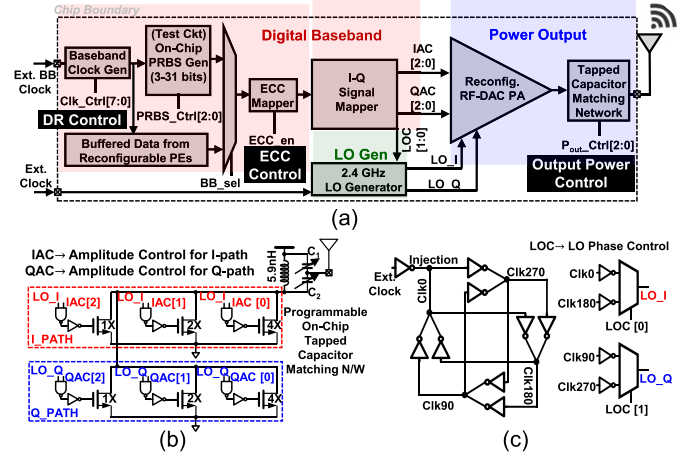 Chip Boundary
Digital Baseband
Power Output
Ext. BB
Clock
Baseband
Clock Gen
Clk_Ctrl[7:0]
DR Control
(Test Ckt)
On-Chip
PRBS Gen
(3-31 bits)
PRBS_Ctrl[2:0]
Buffered Data from
Reconfigurable PEs
BB_sel
ECC
Mapper
ECC_en
ECC
Control
I-Q
Signal
Mapper
IAC
[2:0]
QAC
[2:0]
LOC
[1:0]
LO Gen
2.4 GHz
LO Generator
LO_I
LO_Q
Reconfig.
RF-DAC PA
Tapped
Capacitor
Matching
Network
Pout_Ctrl[2:0]
Output Power
Control
Ext.
Clock
(a)
IAC→ Amplitude Control for I-path
QAC→ Amplitude Control for Q-path
5.9nH
C1
C2
LO_I
IAC[2]
1X
LO_I
IAC[1]
2X
LO_I
IAC [0]
4X
I_PATH
LO_Q
QAC[2]
1X
LO_Q
QAC[1]
2X
LO_Q
QAC [0]
4X
Q_PATH
Programmable
On-Chip
Tapped
Capacitor
Matching N/W
(b)
Ext.
Clock
Injection
Clk0
Clk270
Clk180
Clk90
LOC→ LO Phase Control
Clk0
Clk180
LO_I
LOC [0]
Clk90
Clk270
LO_Q
LOC [1]
(c)